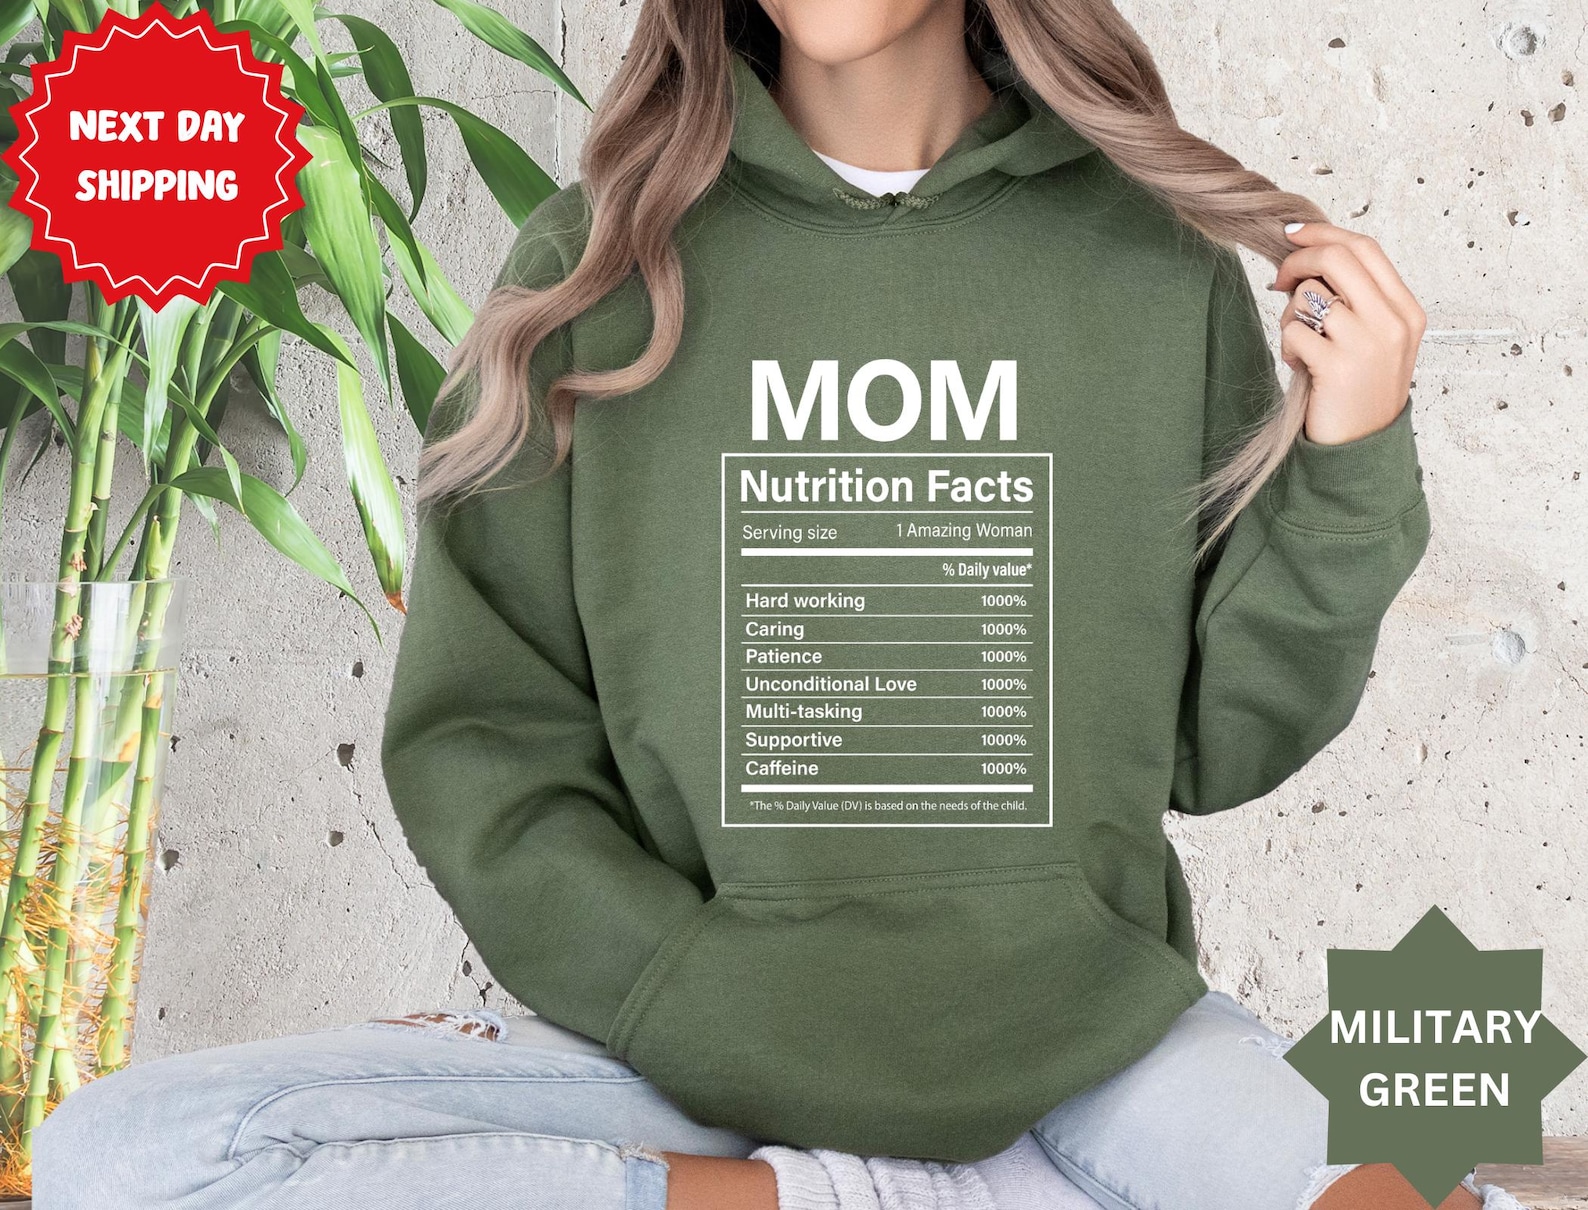 NEXT DAY
SHIPPING
MOM
Nutrition Facts
Serving size 1 Amazing Woman
% Daily value*
Hard working 1000%
Caring 1000%
Patience 1000%
Unconditional Love 1000%
Multi-tasking 1000%
Supportive 1000%
Caffeine 1000%
*The % Daily Value (DV) is based on the needs of the child.
MILITARY
GREEN